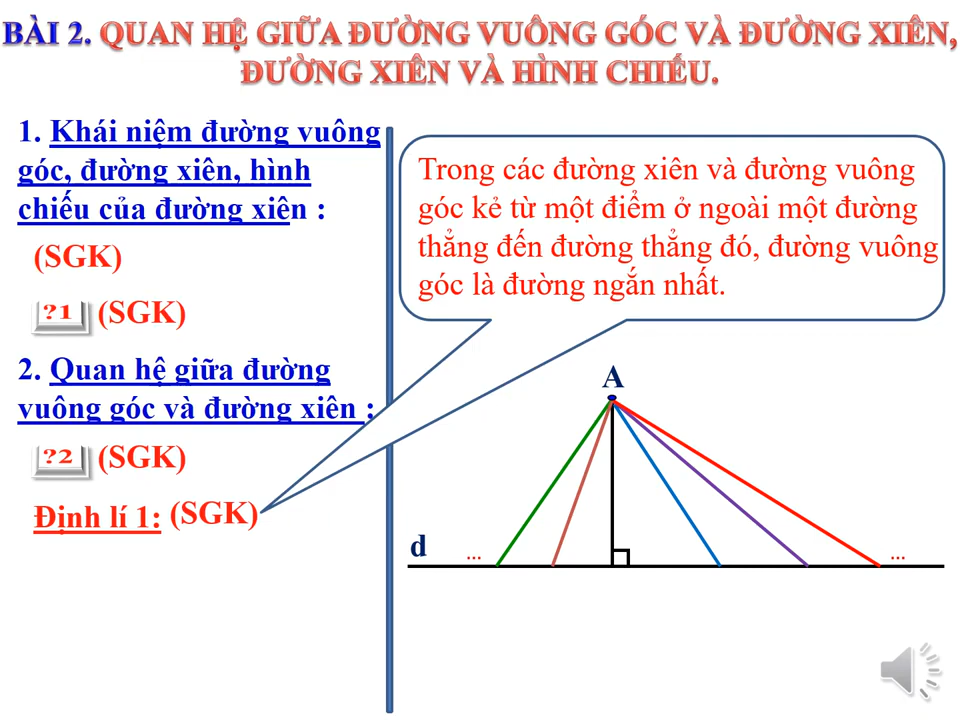 BÀI 2. QUAN HỆ GIỮA ĐƯỜNG VUÔNG GÓC VÀ ĐƯỜNG XIÊN,
ĐƯỜNG XIÊN VÀ HÌNH CHIẾU.
1. Khái niệm đường vuông
góc, đường xiên, hình
chiếu của đường xiên :
(SGK)
?1 (SGK)
2. Quan hệ giữa đường
vuông góc và đường xiên :
?2 (SGK)
Định lí 1: (SGK)
Trong các đường xiên và đường vuông
góc kẻ từ một điểm ở ngoài một đường
thẳng đến đường thẳng đó, đường vuông
góc là đường ngắn nhất.
A
d
...
...